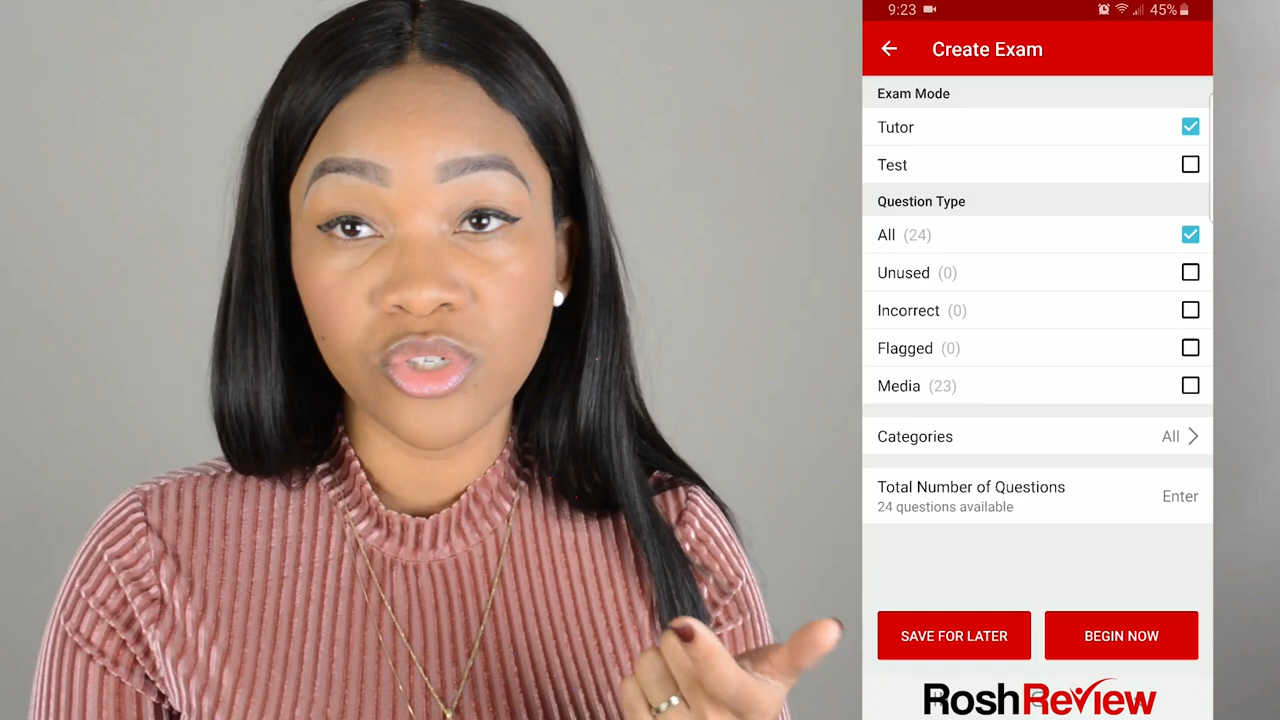 9:23 45%
Create Exam
Exam Mode
Tutor
Test
Question Type
All (24)
Unused (0)
Incorrect (0)
Flagged (0)
Media (23)
Categories All
Total Number of Questions
24 questions available
Enter
SAVE FOR LATER BEGIN NOW
RoshReview